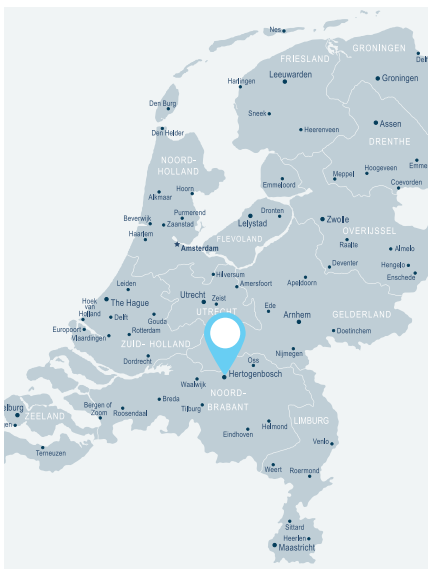 Nes
GRONINGEN
FRIESLAND
Leeuwarden
Harlingen
Groningen
Den Burg
Sneek
Assen
Heerenveen
Den Helder
DRENTHE
NOORD-
HOLLAND
Hoogeveen
Meppel
Emmeloord
Coevorden
Hoorn
Alkmaar
Dronten
Purmerend
Beverwijk
Zaanstad
Lelystad
Zwolle
Haarlem
FLEVOLAND
OVERIJSSEL
Raalte
Amsterdam
Almelo
Hengelo
Deventer
Enschede
Hilversum
Leiden
Amersfoort
Apeldoorn
Utrecht
Zeist
Hoek
van
Holland
The Hague
Ede
UTRECHT
GELDERLAND
Delft
Gouda
Arnhem
Europoort
Rotterdam
Doetinchem
Vlaardingen
ZUID- HOLLAND
Nijmegen
Dordrecht
Oss
Hertogenbosch
Waalwijk
NOORD-
BRABANT
Breda
Bergen of
Zoom
Roosendaal
Tilburg
ZEELAND
LIMBURG
Helmond
Eindhoven
Venlo
Terneuzen
Weert
Roermond
Sittard
Heerlen
Maastricht